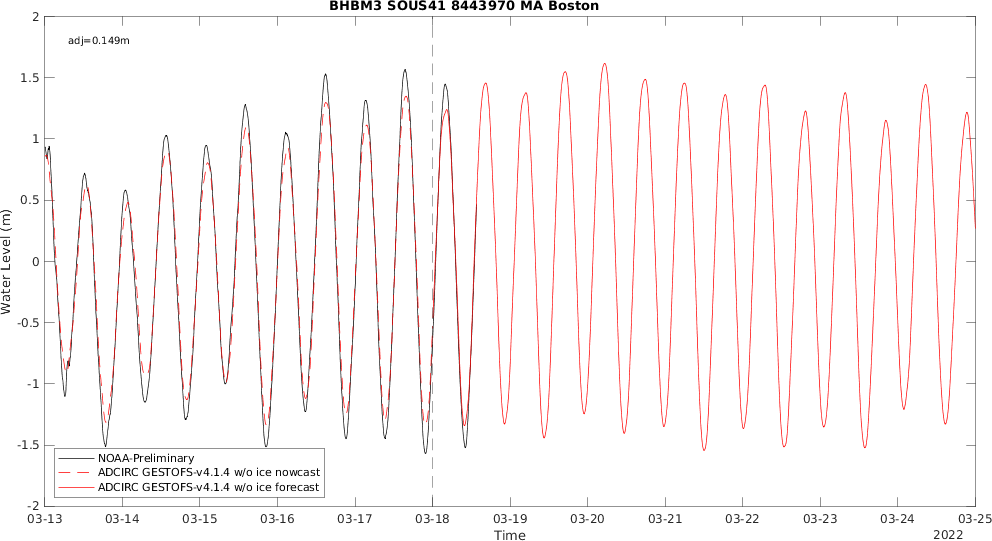 BHBM3 SOUS41 8443970 MA Boston
adj=0.149m
Water Level (m)
2
1.5
1
0.5
0
-0.5
-1
-1.5
-2
NOAA-Preliminary
ADCIRC GESTOFS-v4.1.4 w/o ice nowcast
ADCIRC GESTOFS-v4.1.4 w/o ice forecast
03-13 03-14 03-15 03-16 03-17 03-18 03-19 03-20 03-21 03-22 03-23 03-24 03-25
Time
2022